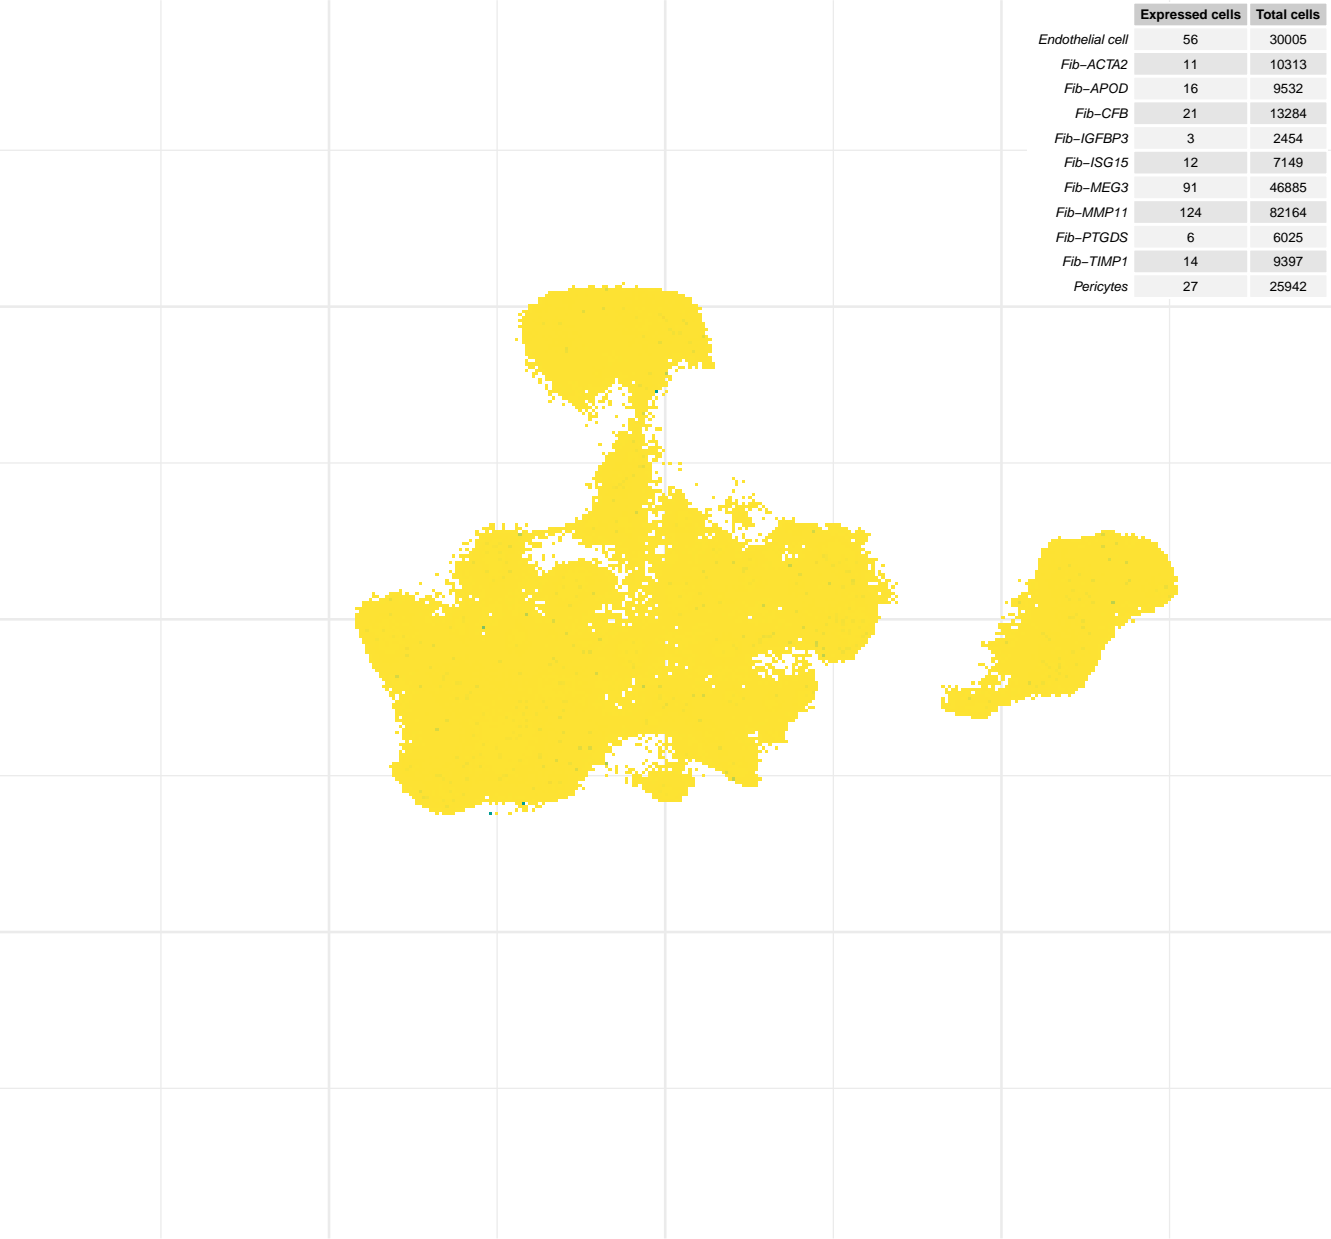 Expressed cells Total cells
Endothelial cell 56 30005
Fib−ACTA2 11 10313
Fib−APOD 16 9532
Fib−CFB 21 13284
Fib−IGFBP3 3 2454
Fib−ISG15 12 7149
Fib−MEG3 91 46885
Fib−MMP11 124 82164
Fib−PTGDS 6 6025
Fib−TIMP1 14 9397
Pericytes 27 25942